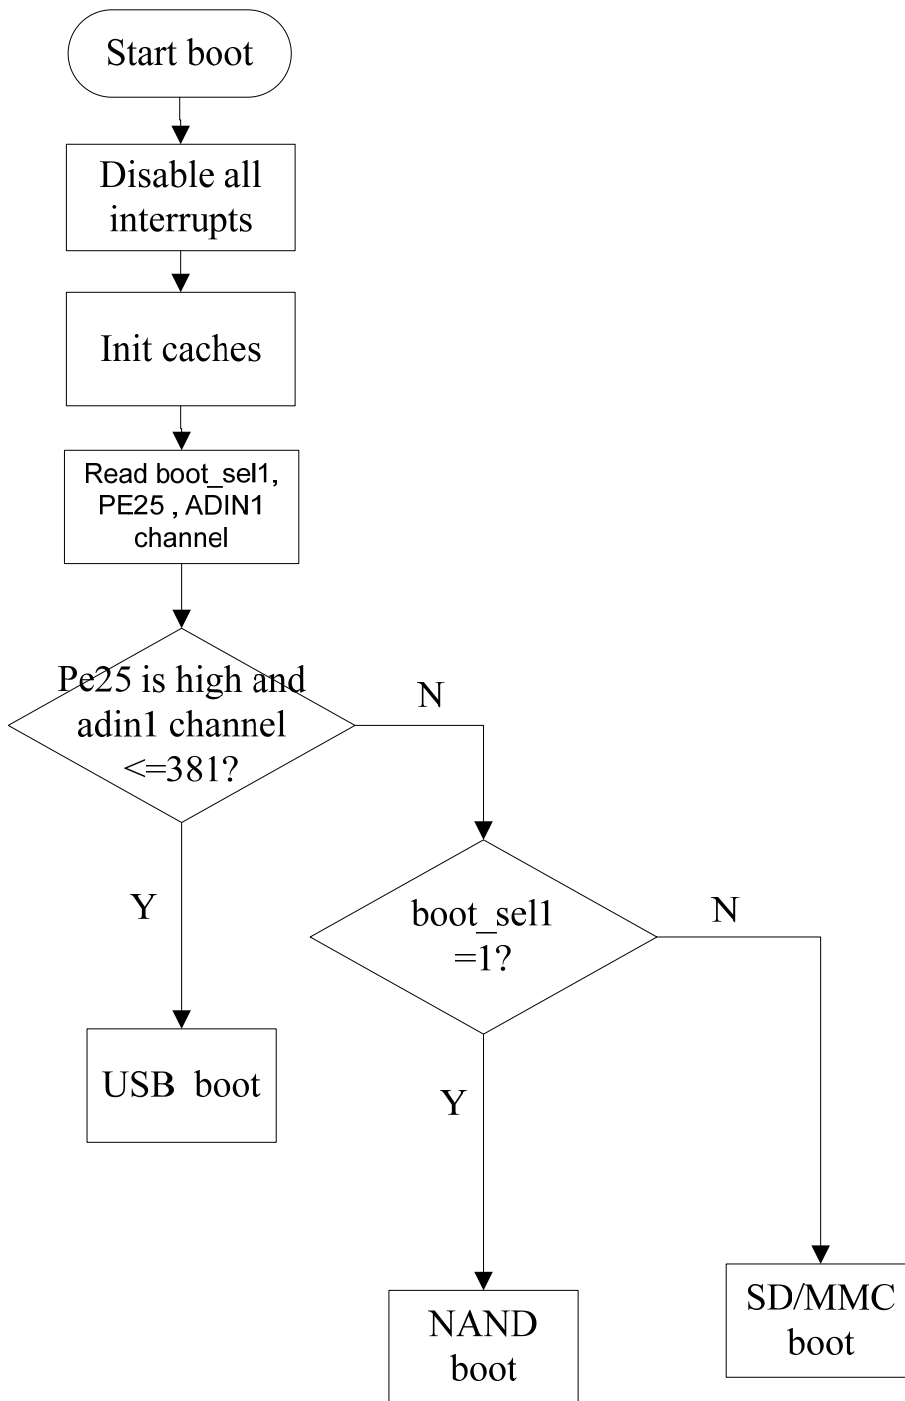 Start boot
Disable all
interrupts
Init caches
Read boot_sel1,
PE25 , ADIN1
channel
Pe25 is high and
adin1 channel
<=381?
N
Y
boot_sel1
=1?
N
USB boot
Y
NAND
boot
SD/MMC
boot